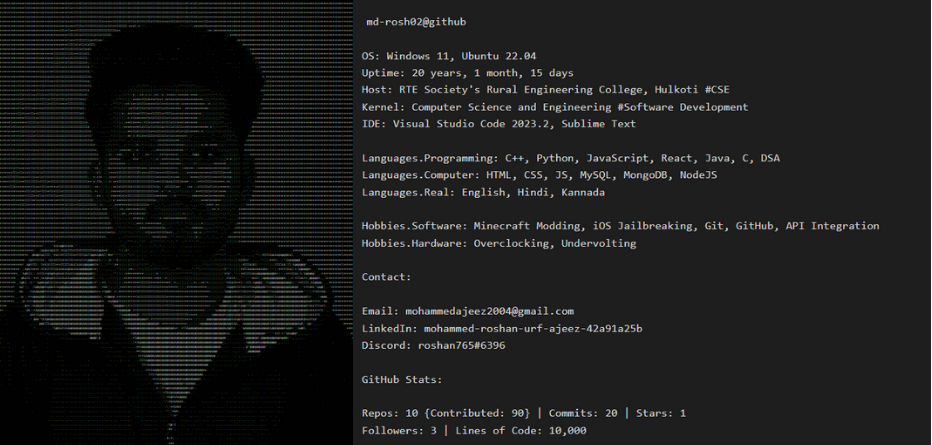 md-rosh02@github
OS: Windows 11, Ubuntu 22.04
Uptime: 20 years, 1 month, 15 days
Host: RTE Society's Rural Engineering College, Hulkoti #CSE
Kernel: Computer Science and Engineering #Software Development
IDE: Visual Studio Code 2023.2, Sublime Text
Languages.Programming: C++, Python, JavaScript, React, Java, C, DSA
Languages.Computer: HTML, CSS, JS, MySQL, MongoDB, NodeJS
Languages.Real: English, Hindi, Kannada
Hobbies.Software: Minecraft Modding, iOS Jailbreaking, Git, GitHub, API Integration
Hobbies.Hardware: Overclocking, Undervolting
Contact:
Email: mohammedajeez2004@gmail.com
LinkedIn: mohammed-roshan-urf-ajeez-42a91a25b
Discord: roshan765#6396
GitHub Stats:
Repos: 10 {Contributed: 90} | Commits: 20 | Stars: 1
Followers: 3 | Lines of Code: 10,000